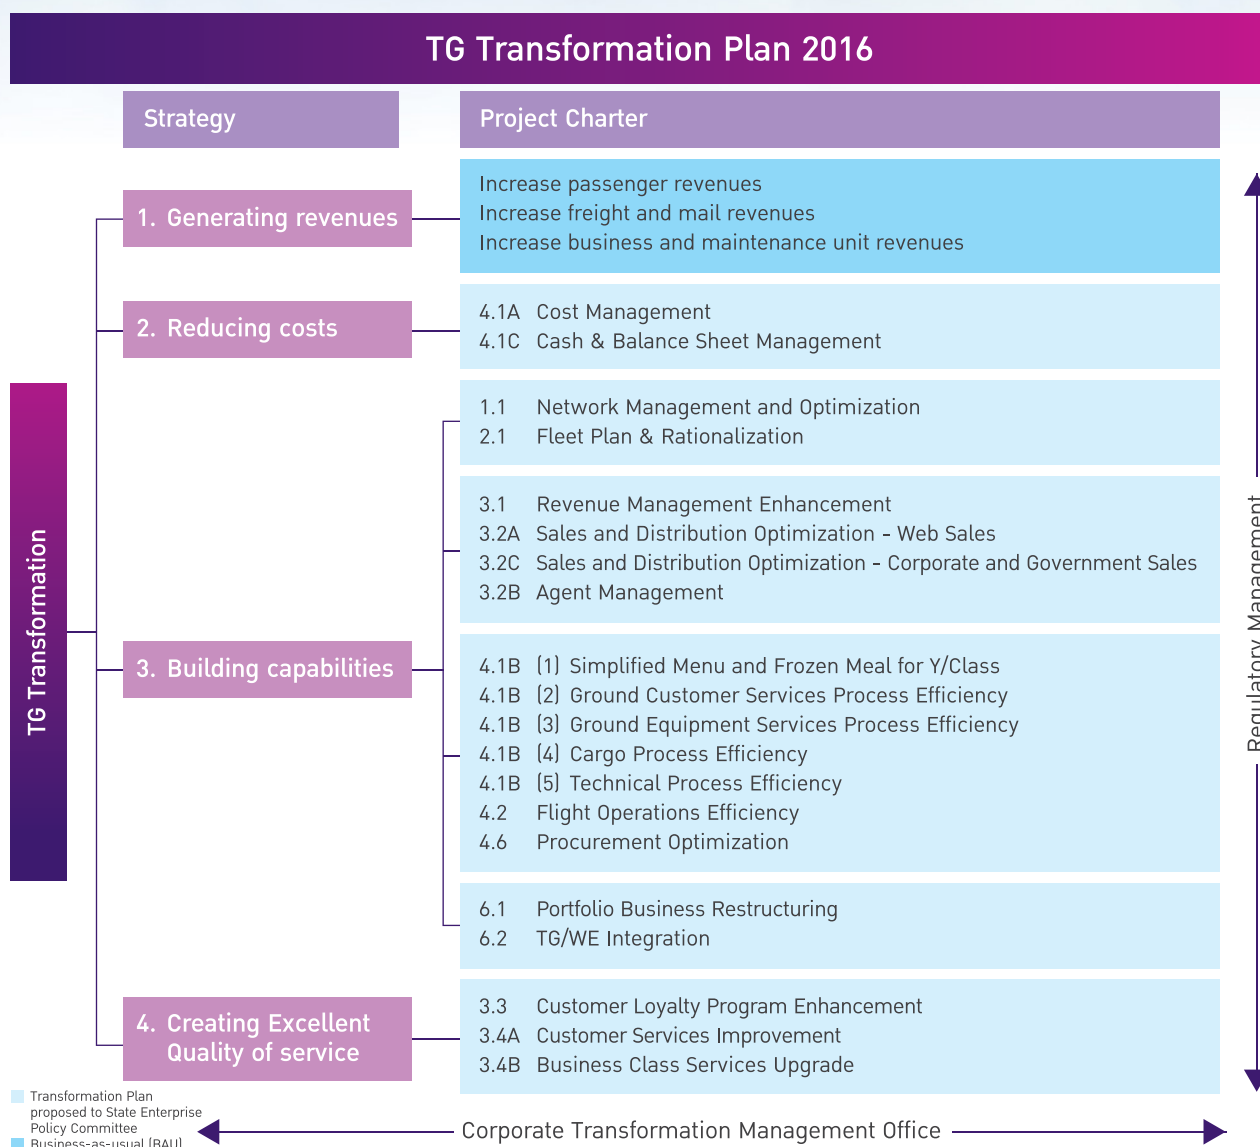 TG Transformation Plan 2016
Strategy
Project Charter
TG Transformation
1. Generating revenues
Increase passenger revenues
Increase freight and mail revenues
Increase business and maintenance unit revenues
2. Reducing costs
4.1A Cost Management
4.1C Cash & Balance Sheet Management
3. Building capabilities
1.1 Network Management and Optimization
2.1 Fleet Plan & Rationalization
3.1 Revenue Management Enhancement
3.2A Sales and Distribution Optimization - Web Sales
3.2C Sales and Distribution Optimization - Corporate and Government Sales
3.2B Agent Management
4.1B (1) Simplified Menu and Frozen Meal for Y/Class
4.1B (2) Ground Customer Services Process Efficiency
4.1B (3) Ground Equipment Services Process Efficiency
4.1B (4) Cargo Process Efficiency
4.1B (5) Technical Process Efficiency
4.2 Flight Operations Efficiency
4.6 Procurement Optimization
6.1 Portfolio Business Restructuring
6.2 TG/WE Integration
4. Creating Excellent
Quality of service
3.3 Customer Loyalty Program Enhancement
3.4A Customer Services Improvement
3.4B Business Class Services Upgrade
Regulatory Management
Transformation Plan
proposed to State Enterprise
Policy Committee
Business-as-usual (BAU)
Corporate Transformation Management Office